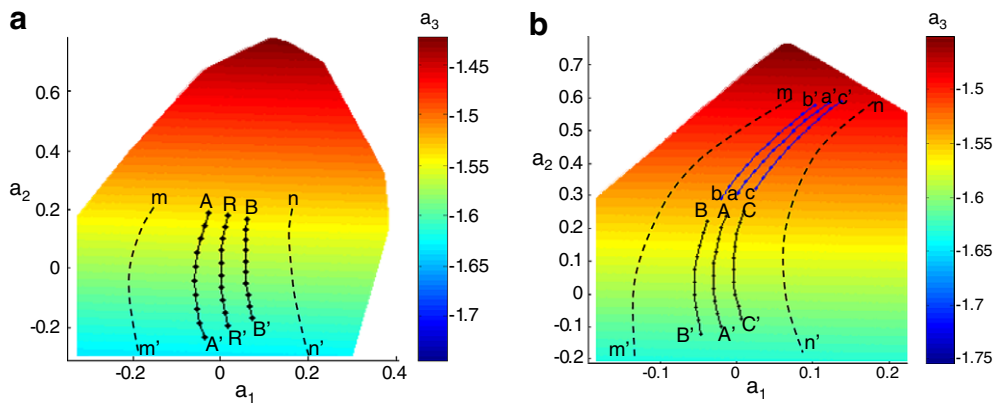 a
a3
0.6
0.4
0.2
0
-0.2
a2
-0.2 0 0.2 0.4
a1
m A R B n
m' A' R' B' n'
-1.45
-1.5
-1.55
-1.6
-1.65
-1.7
b
a3
0.7
0.6
0.5
0.4
0.3
0.2
0.1
0
-0.1
-0.2
a2
-0.1 0 0.1 0.2
a1
m b' a' c' n
b a c
B A C
B' A' C'
m' n'
-1.5
-1.55
-1.6
-1.65
-1.7
-1.75